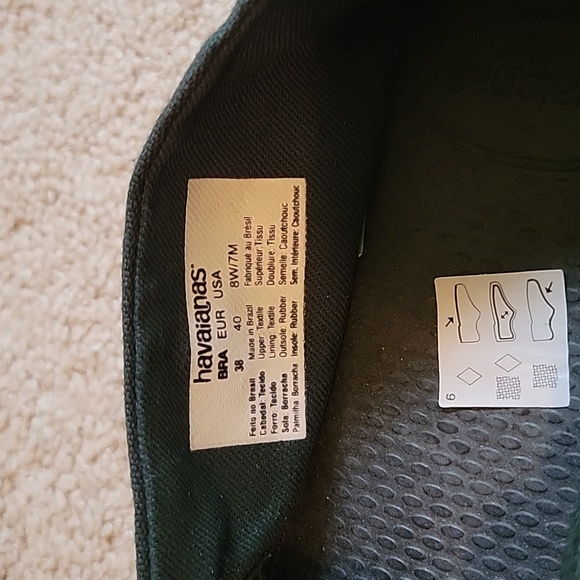 havaianas
BRA EUR USA
38 40 8W/7M
Feito no Brasil Made in Brazil Fabriqué au Brésil
Cabedal: Tecido Upper: Textile Supérieur: Tissu
Forro: Tecido Lining: Textile Doublure: Tissu
Sola: Borracha Outsole: Rubber Semelle: Caoutchouc
Palmilha: Borracha Insole: Rubber Sem. Intérieure: Caoutchouc